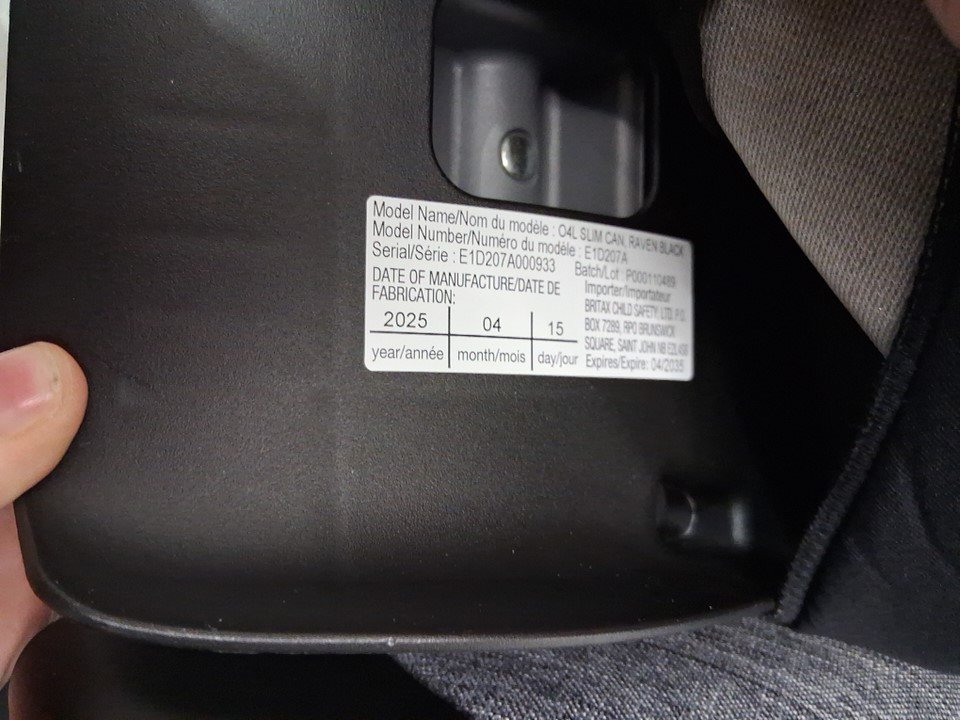 Model Name/Nom du modèle : O4L SLIM CAN, RAVEN BLACK
Model Number/Numéro du modèle : E1D207A
Serial/Série : E1D207A000933
Batch/Lot : P000110489
DATE OF MANUFACTURE/DATE DE
FABRICATION:
2025 04 15
year/année month/mois day/jour
Importer/Importateur
BRITAX CHILD SAFETY, LTD. P.O.
BOX 7289, RPO BRUNSWICK
SQUARE, SAINT JOHN NB E2L4S6
Expires/Expire: 04/2035